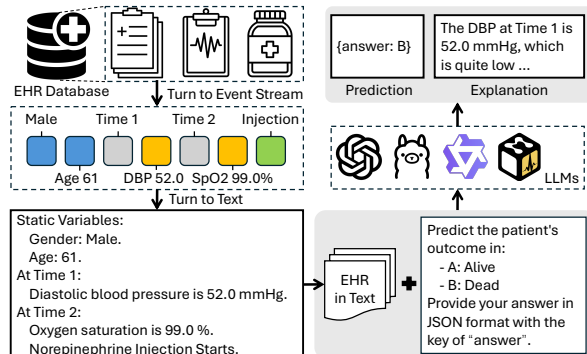 EHR Database
Turn to Event Stream
Male
Time 1
Time 2
Injection
Age 61
DBP 52.0
SpO2 99.0%
Turn to Text
Static Variables:
Gender: Male.
Age: 61.
At Time 1:
Diastolic blood pressure is 52.0 mmHg.
At Time 2:
Oxygen saturation is 99.0 %.
Norepinephrine Injection Starts.
EHR
in Text
Predict the patient's
outcome in:
- A: Alive
- B: Dead
Provide your answer in
JSON format with the
key of “answer”.
LLMs
{answer: B}
Prediction
The DBP at Time 1 is
52.0 mmHg, which
is quite low ...
Explanation